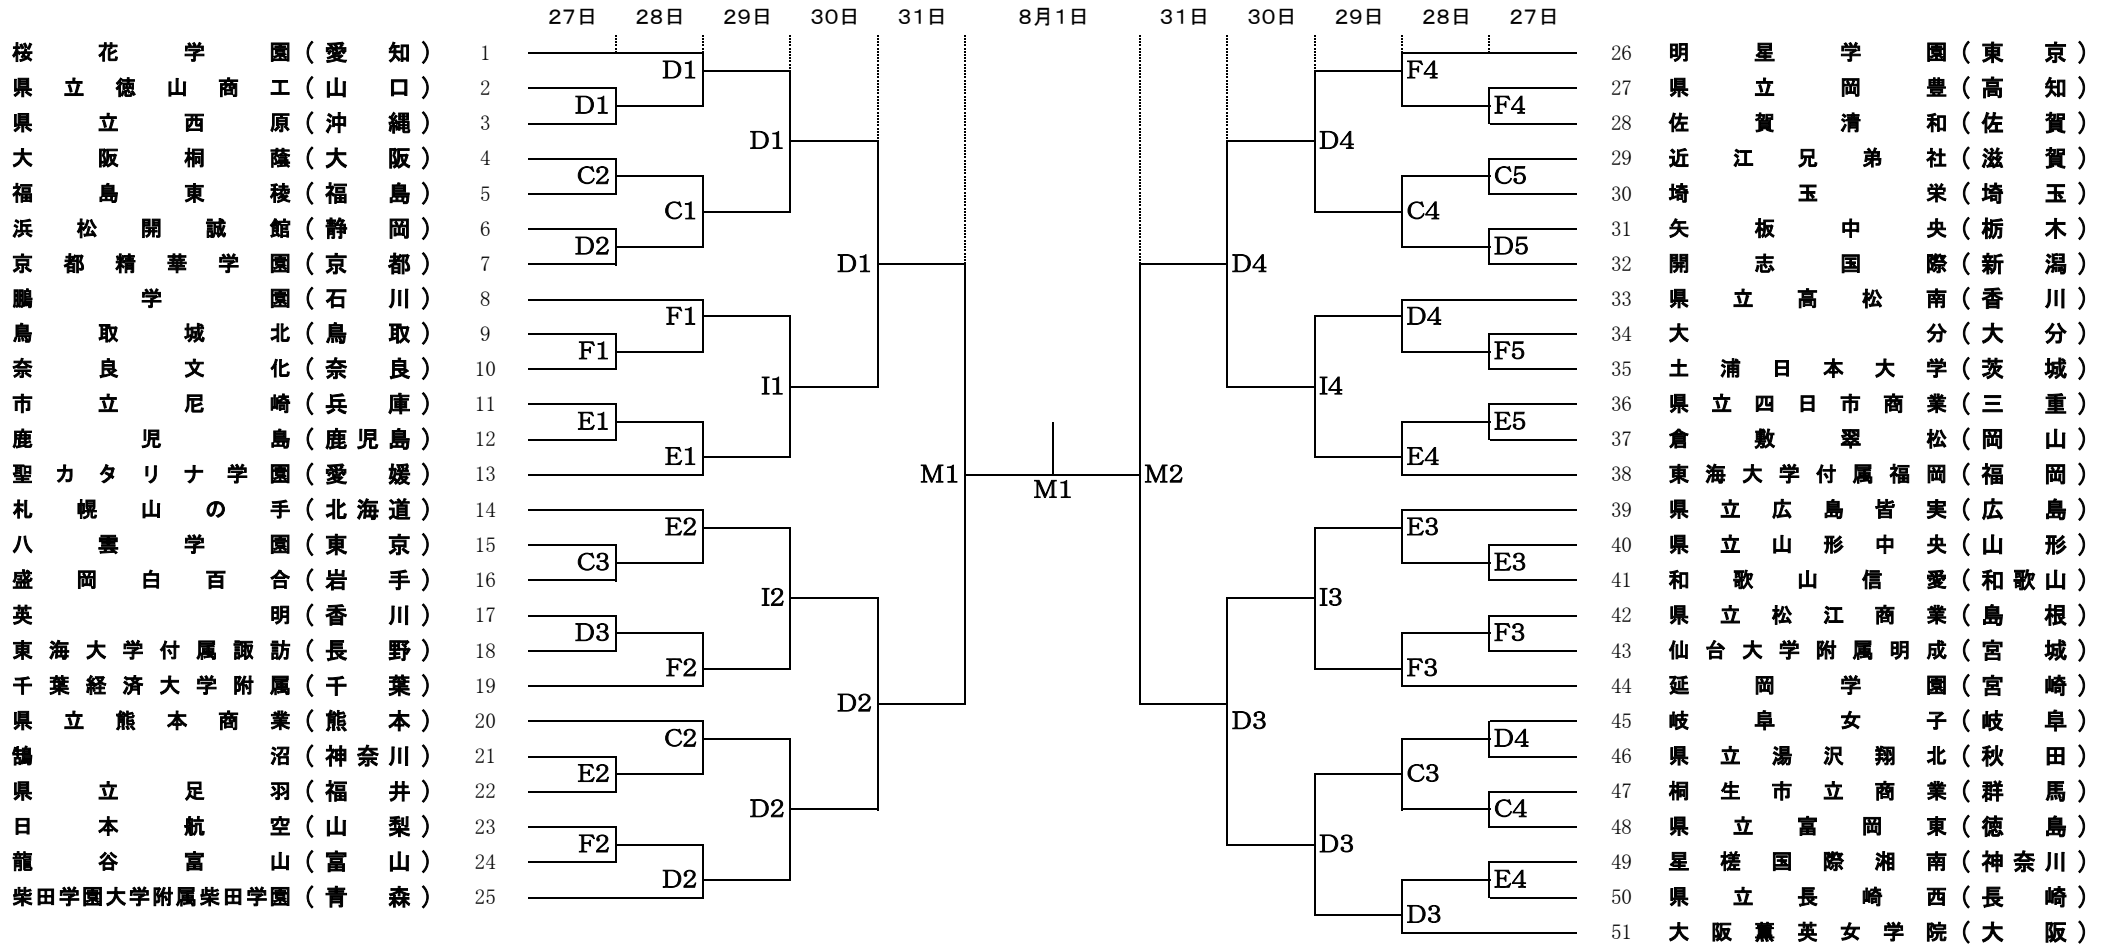 27日 28日 29日 30日 31日 8月1日 31日 30日 29日 28日 27日
桜花学園（愛知） 1
県立徳山商工（山口） 2
県立西原（沖縄） 3
大阪桐蔭（大阪） 4
福島東稜（福島） 5
浜松開誠館（静岡） 6
京都精華学園（京都） 7
鵬学園（石川） 8
鳥取城北（鳥取） 9
奈良文化（奈良） 10
市立尼崎（兵庫） 11
鹿児島（鹿児島） 12
聖カタリナ学園（愛媛） 13
札幌山の手（北海道） 14
八雲学園（東京） 15
盛岡白百合（岩手） 16
英明（香川） 17
東海大学付属諏訪（長野） 18
千葉経済大学附属（千葉） 19
県立熊本商業（熊本） 20
鵠沼（神奈川） 21
県立足羽（福井） 22
日本航空（山梨） 23
龍谷富山（富山） 24
柴田学園大学附属柴田学園（青森） 25
D1
C2
D2
F1
E1
C3
D3
E2
F2
D1
C1
F1
E1
E2
F2
C2
D2
D1
I1
I2
D2
D1
D2
M1
M1
M2
D4
D3
D4
I4
I3
D3
F4
C4
D4
E4
E3
F3
C3
D3
F4
C5
D5
F5
E5
E3
F3
D4
C4
E4
26 明星学園（東京）
27 県立岡豊（高知）
28 佐賀清和（佐賀）
29 近江兄弟社（滋賀）
30 埼玉栄（埼玉）
31 矢板中央（栃木）
32 開志国際（新潟）
33 県立高松南（香川）
34 大分（大分）
35 土浦日本大学（茨城）
36 県立四日市商業（三重）
37 倉敷翠松（岡山）
38 東海大学付属福岡（福岡）
39 県立広島皆実（広島）
40 県立山形中央（山形）
41 和歌山信愛（和歌山）
42 県立松江商業（島根）
43 仙台大学附属明成（宮城）
44 延岡学園（宮崎）
45 岐阜女子（岐阜）
46 県立湯沢翔北（秋田）
47 桐生市立商業（群馬）
48 県立富岡東（徳島）
49 星槎国際湘南（神奈川）
50 県立長崎西（長崎）
51 大阪薫英女学院（大阪）